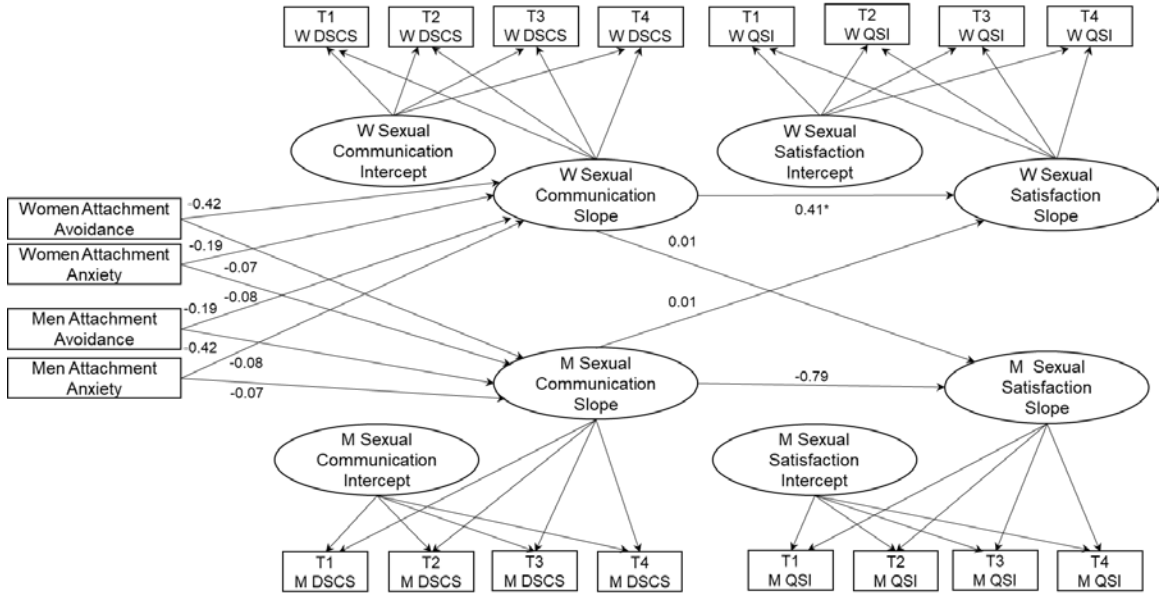 T1
W DSCS
T2
W DSCS
T3
W DSCS
T4
W DSCS
T1
W QSI
T2
W QSI
T3
W QSI
T4
W QSI
W Sexual
Communication
Intercept
W Sexual
Communication
Slope
W Sexual
Satisfaction
Intercept
W Sexual
Satisfaction
Slope
Women Attachment
Avoidance
Women Attachment
Anxiety
Men Attachment
Avoidance
Men Attachment
Anxiety
-0.42
-0.19
-0.07
-0.08
-0.19
-0.42
-0.08
-0.07
0.41*
0.01
0.01
-0.79
M Sexual
Communication
Slope
M Sexual
Satisfaction
Slope
M Sexual
Communication
Intercept
M Sexual
Satisfaction
Intercept
T1
M DSCS
T2
M DSCS
T3
M DSCS
T4
M DSCS
T1
M QSI
T2
M QSI
T3
M QSI
T4
M QSI